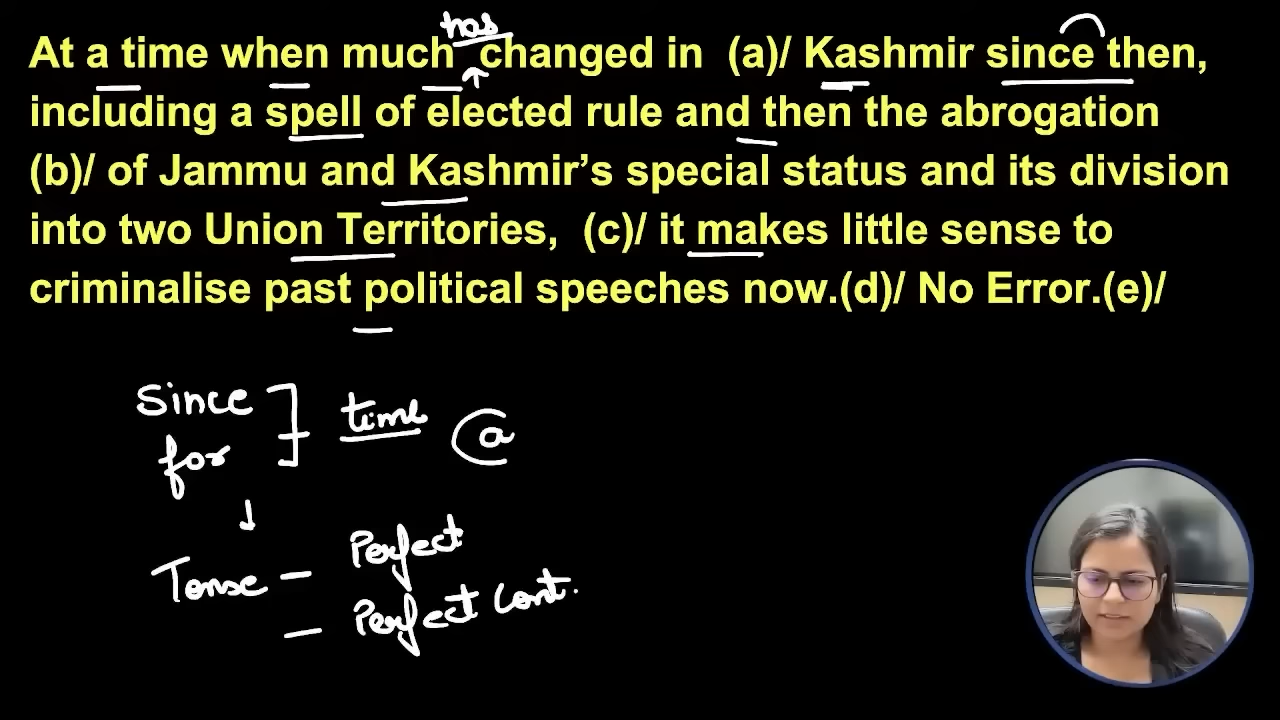 has
At a time when much changed in (a)/ Kashmir since then,
including a spell of elected rule and then the abrogation
(b)/ of Jammu and Kashmir's special status and its division
into two Union Territories, (c)/ it makes little sense to
criminalise past political speeches now.(d)/ No Error.(e)/
Since
for
time
a
Tense - Perfect
- Perfect Cont.